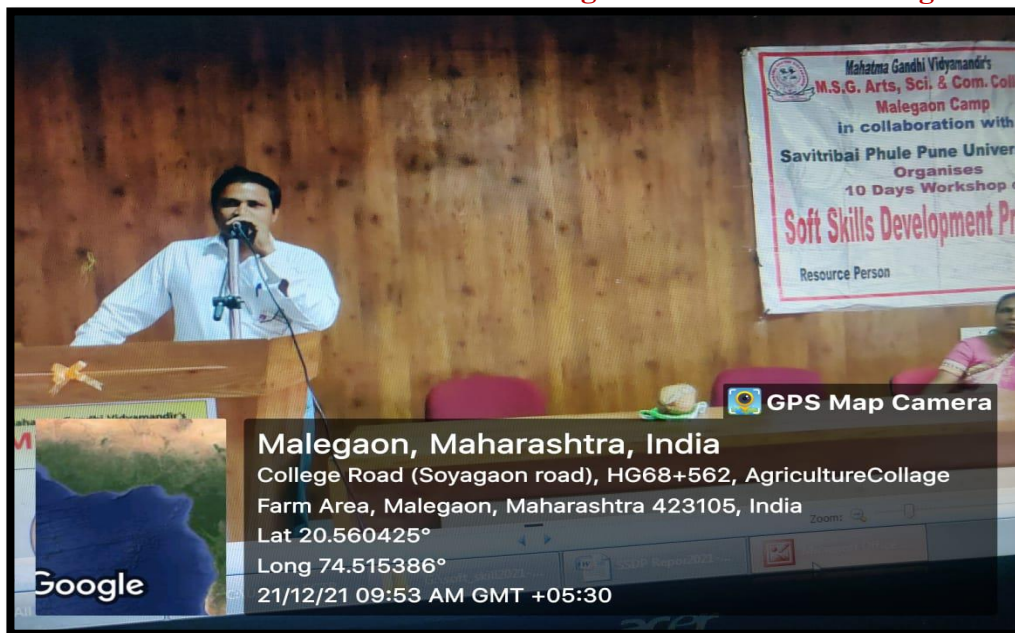 Mahatma Gandhi Vidyamandir's
M.S.G. Arts, Sci. & Com.
Malegaon Camp
in collaboration with
Savitribai Phule Pune
Organises
10 Days Workshop
Soft Skills Development
Resource Person
GPS Map Camera
Vidyamandir's
Malegaon, Maharashtra, India
College Road (Soyagaon road), HG68+562, AgricultureCollage
Farm Area, Malegaon, Maharashtra 423105, India
Lat 20.560425°
Long 74.515386°
21/12/21 09:53 AM GMT +05:30
Google
Zoom:
acer